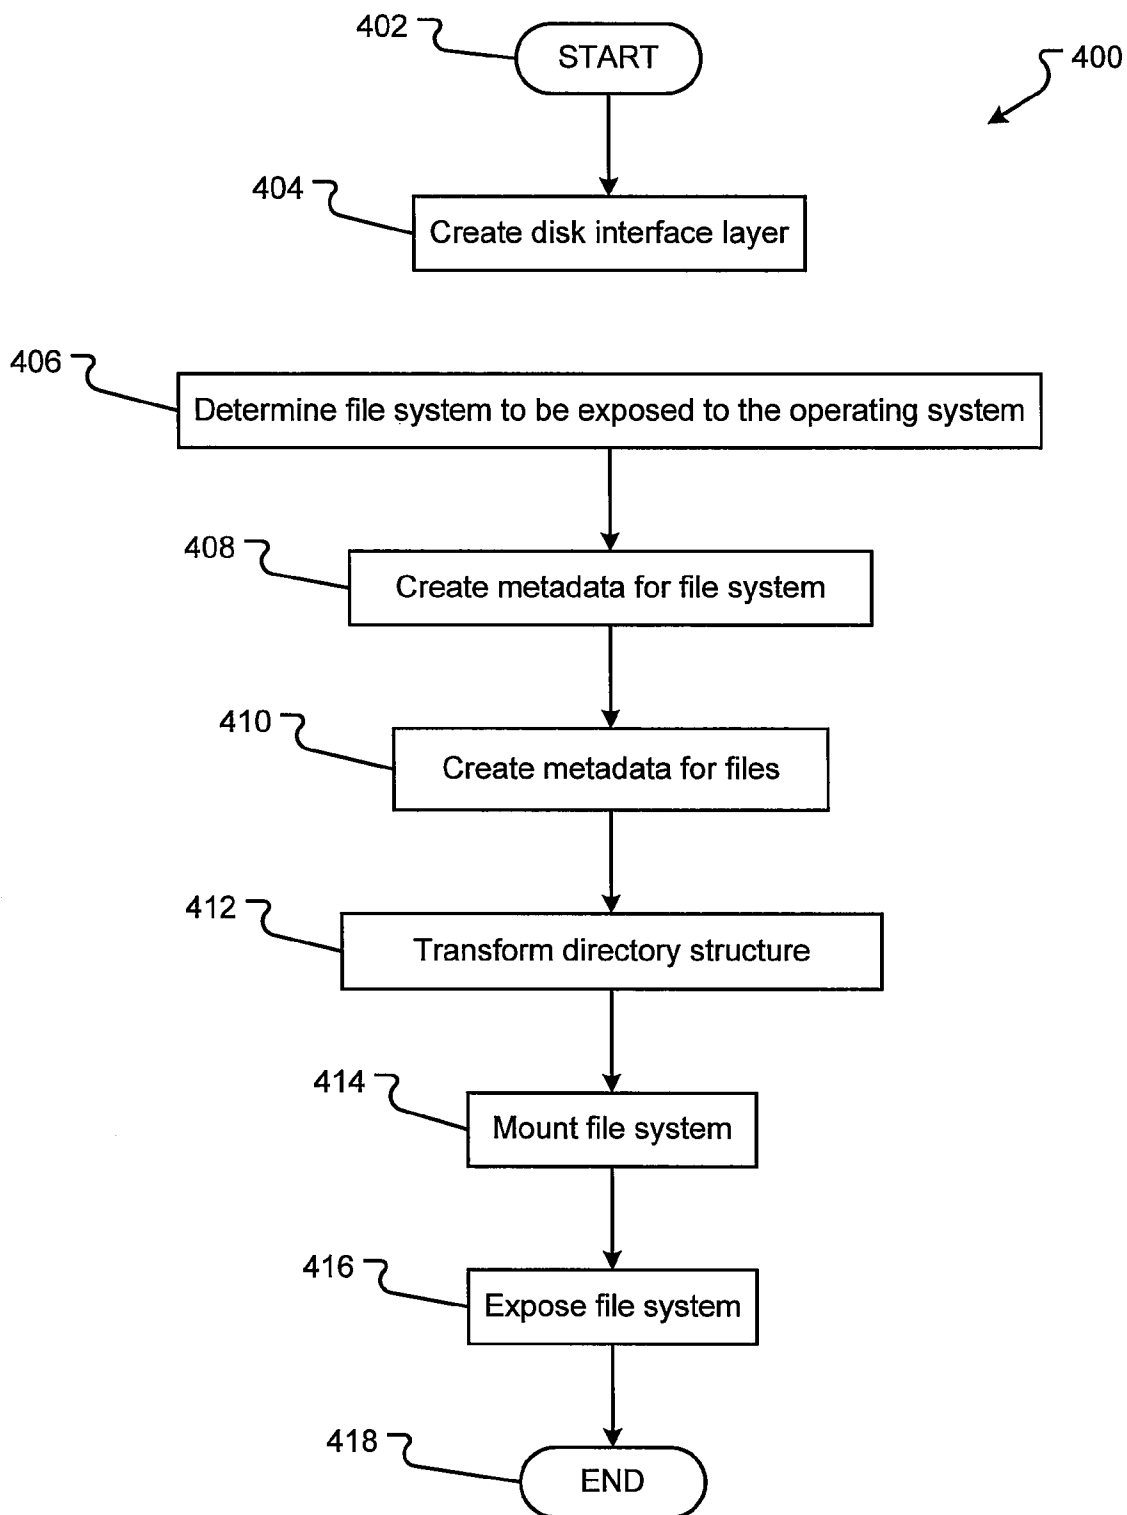 402
START
400
404
Create disk interface layer
406
Determine file system to be exposed to the operating system
408
Create metadata for file system
410
Create metadata for files
412
Transform directory structure
414
Mount file system
416
Expose file system
418
END